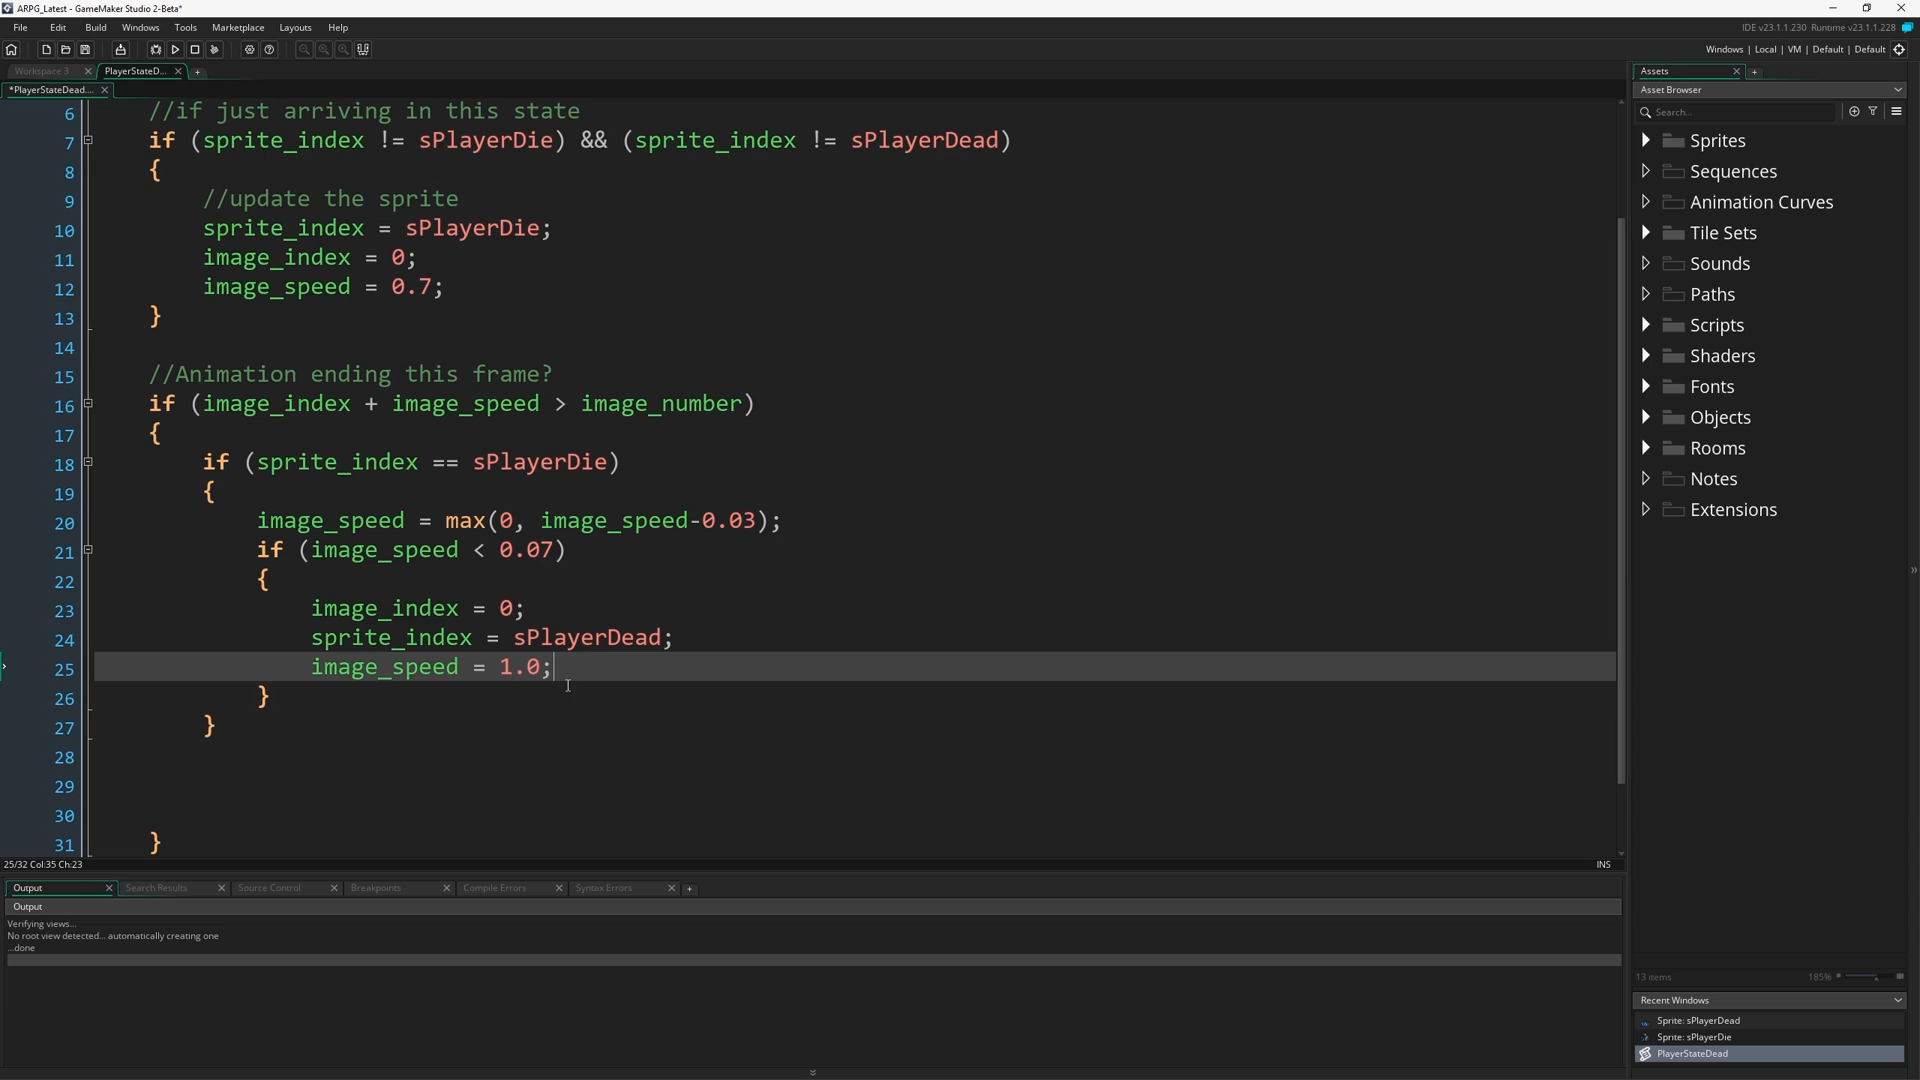 ARPG_Latest - GameMaker Studio 2-Beta*
File Edit Build Windows Tools Marketplace Layouts Help
IDE v23.1.1.230 Runtime v23.1.1.228
Windows | Local | VM | Default | Default
Workspace 3 PlayerStateD...
*PlayerStateDead....
6 //if just arriving in this state
7 if (sprite_index != sPlayerDie) && (sprite_index != sPlayerDead)
8 {
9 //update the sprite
10 sprite_index = sPlayerDie;
11 image_index = 0;
12 image_speed = 0.7;
13 }
14
15 //Animation ending this frame?
16 if (image_index + image_speed > image_number)
17 {
18 if (sprite_index == sPlayerDie)
19 {
20 image_speed = max(0, image_speed-0.03);
21 if (image_speed < 0.07)
22 {
23 image_index = 0;
24 sprite_index = sPlayerDead;
25 image_speed = 1.0;
26 }
27 }
28
29
30
31 }
25/32 Col:35 Ch:23
INS
Output Search Results Source Control Breakpoints Compile Errors Syntax Errors
Output
Verifying views...
No root view detected... automatically creating one
...done
Assets
Asset Browser
Search...
Sprites
Sequences
Animation Curves
Tile Sets
Sounds
Paths
Scripts
Shaders
Fonts
Objects
Rooms
Notes
Extensions
13 items 185%
Recent Windows
Sprite: sPlayerDead
Sprite: sPlayerDie
PlayerStateDead